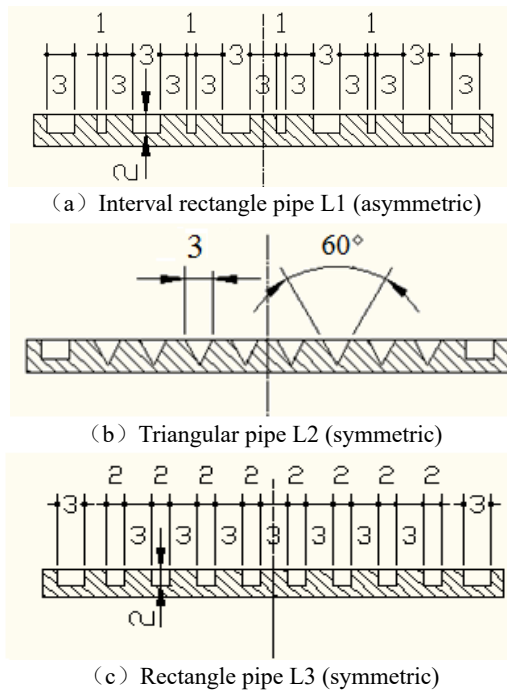 1 1 1 1
3 3 3 3
3 3 3 3 3 3 3 3 3
2
（a）Interval rectangle pipe L1 (asymmetric)
3 60°
（b）Triangular pipe L2 (symmetric)
2 2 2 2 2 2 2 2
3 3
3 3 3 3 3 3 3
2
（c）Rectangle pipe L3 (symmetric)